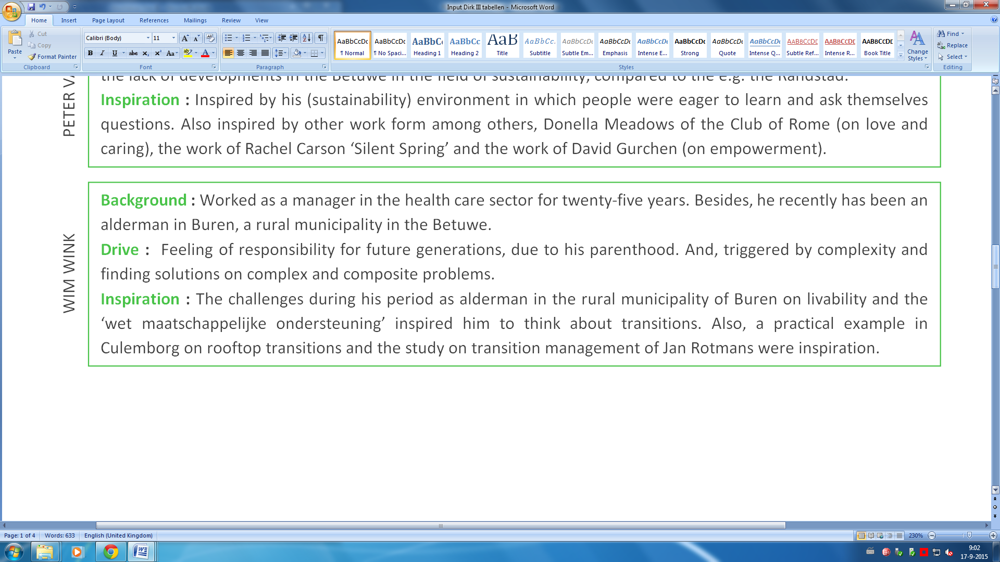 Input Dirk III tabellen - Microsoft Word
Home Insert Page Layout References Mailings Review View
Paste
Cut
Copy
Format Painter
Clipboard
Calibri (Body) 11
Font
Paragraph
AaBbCcDc AaBbCcDc AaBbC AaBbCc AaB AaBbCc. AaBbCcDc AaBbCcDc AaBbCcDc AaBbCcDc AaBbCcDc AaBbCcDc AABBCCDE AABBCCDE AABBCCDE
¶ Normal ¶ No Spaci... Heading 1 Heading 2 Title Subtitle Subtle Em... Emphasis Intense E... Strong Quote Intense Q... Subtle Ref... Intense R... Book Title
Change Styles
Styles
Find
Replace
Select
Editing
PETER VA
the lack of developments in the Betuwe in the field of sustainability, compared to the e.g. the Randstad.
Inspiration : Inspired by his (sustainability) environment in which people were eager to learn and ask themselves
questions. Also inspired by other work form among others, Donella Meadows of the Club of Rome (on love and
caring), the work of Rachel Carson ‘Silent Spring’ and the work of David Gurchen (on empowerment).
WIM WINK
Background : Worked as a manager in the health care sector for twenty-five years. Besides, he recently has been an
alderman in Buren, a rural municipality in the Betuwe.
Drive : Feeling of responsibility for future generations, due to his parenthood. And, triggered by complexity and
finding solutions on complex and composite problems.
Inspiration : The challenges during his period as alderman in the rural municipality of Buren on livability and the
‘wet maatschappelijke ondersteuning’ inspired him to think about transitions. Also, a practical example in
Culemborg on rooftop transitions and the study on transition management of Jan Rotmans were inspiration.
Page: 1 of 4 Words: 633 English (United Kingdom) 230%
9:02
17-9-2015